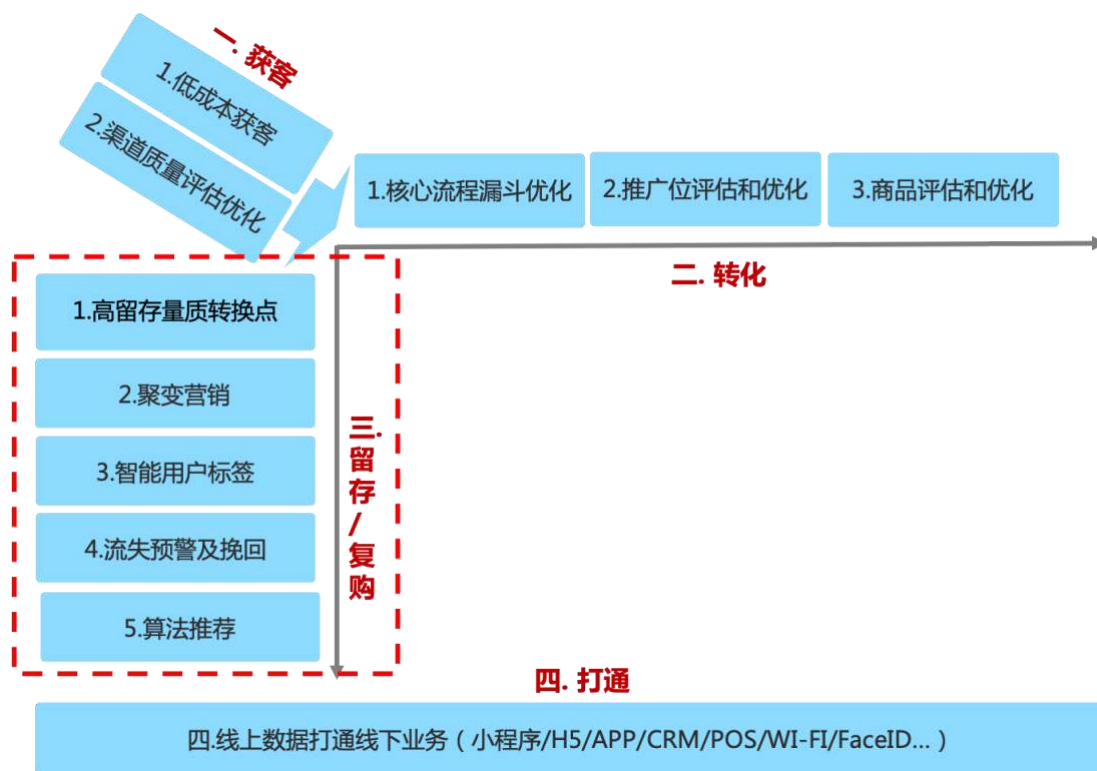 一. 获客
1.低成本获客
2.渠道质量评估优化
1.核心流程漏斗优化
2.推广位评估和优化
3.商品评估和优化
二. 转化
1.高留存量质转换点
2.聚变营销
3.智能用户标签
4.流失预警及挽回
5.算法推荐
三.
留
存
/
复
购
四. 打通
四.线上数据打通线下业务（小程序/H5/APP/CRM/POS/WI-FI/FaceID...）